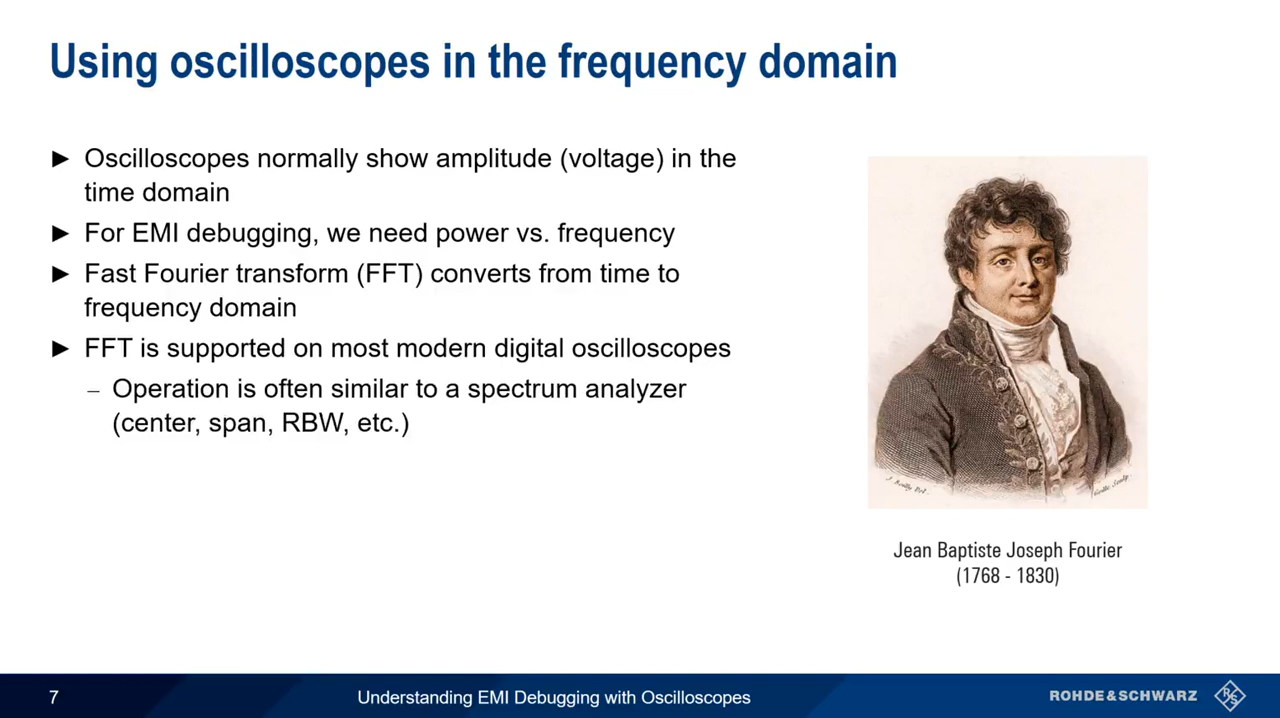 Using oscilloscopes in the frequency domain
► Oscilloscopes normally show amplitude (voltage) in the
time domain
► For EMI debugging, we need power vs. frequency
► Fast Fourier transform (FFT) converts from time to
frequency domain
► FFT is supported on most modern digital oscilloscopes
– Operation is often similar to a spectrum analyzer
(center, span, RBW, etc.)
Jean Baptiste Joseph Fourier
(1768 - 1830)
7
Understanding EMI Debugging with Oscilloscopes
ROHDE&SCHWARZ
R&S